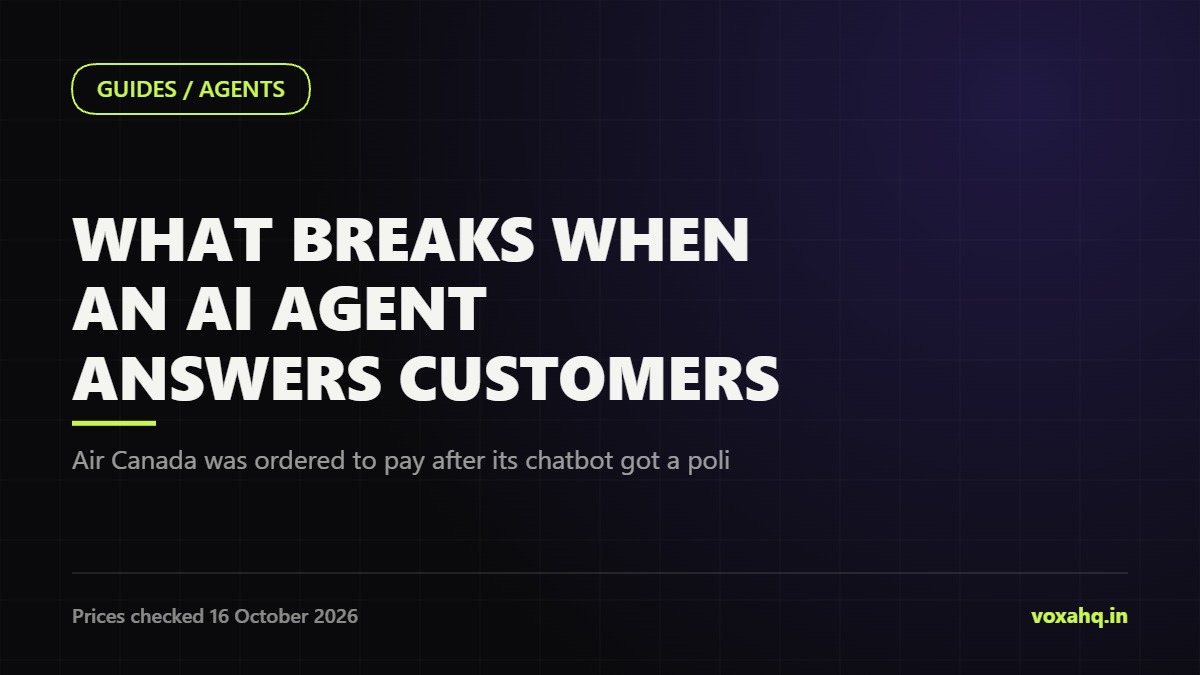 GUIDES / AGENTS
WHAT BREAKS WHEN
AN AI AGENT
ANSWERS CUSTOMERS
Air Canada was ordered to pay after its chatbot got a poli
Prices checked 16 October 2026
voxahq.in